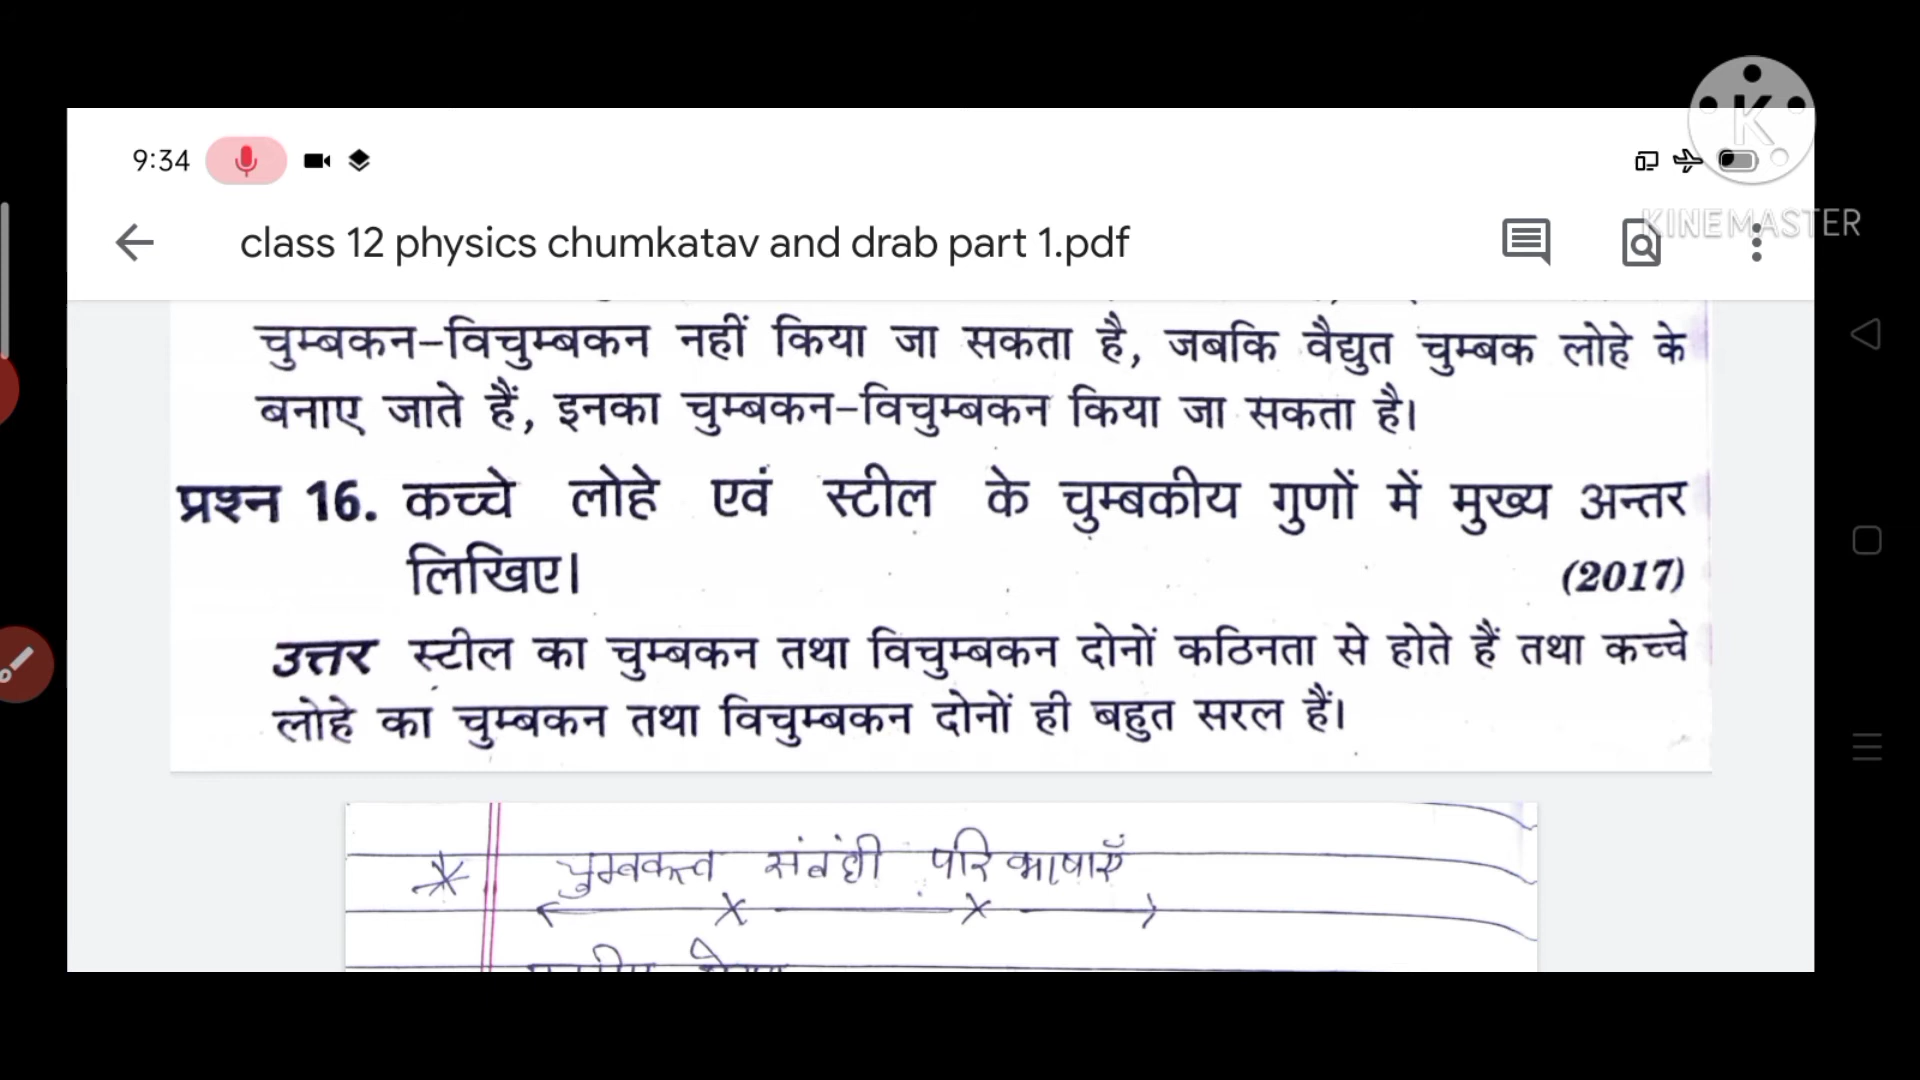 9:34
KINEMASTER
class 12 physics chumkatav and drab part 1.pdf
चुम्बकन-विचुम्बकन नहीं किया जा सकता है, जबकि वैद्युत चुम्बक लोहे के
बनाए जाते हैं, इनका चुम्बकन-विचुम्बकन किया जा सकता है।
प्रश्न 16. कच्चे लोहे एवं स्टील के चुम्बकीय गुणों में मुख्य अन्तर
लिखिए। (2017)
उत्तर स्टील का चुम्बकन तथा विचुम्बकन दोनों कठिनता से होते हैं तथा कच्चे
लोहे का चुम्बकन तथा विचुम्बकन दोनों ही बहुत सरल हैं।
चुम्बकत्व संबंधी परिभाषाएँ